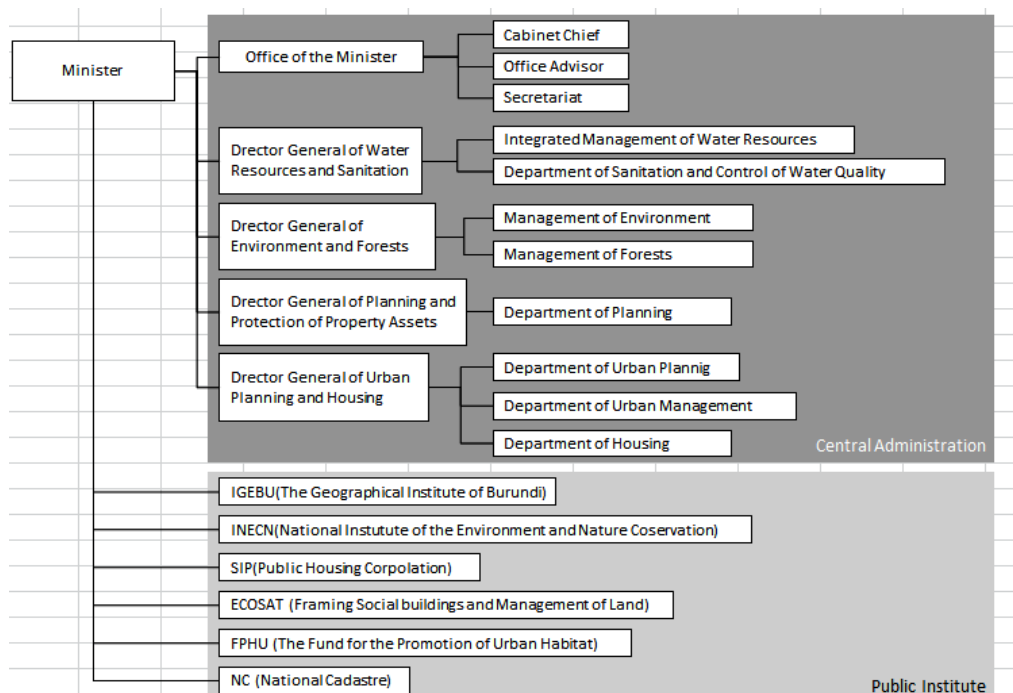 Minister
Office of the Minister
Cabinet Chief
Office Advisor
Secretariat
Drector General of Water
Resources and Sanitation
Integrated Management of Water Resources
Department of Sanitation and Control of Water Quality
Drector General of
Environment and Forests
Management of Environment
Management of Forests
Drector General of Planning and
Protection of Property Assets
Department of Planning
Drector General of Urban
Planning and Housing
Department of Urban Plannig
Department of Urban Management
Department of Housing
Central Administration
IGEBU(The Geographical Institute of Burundi)
INECN(National Instutute of the Environment and Nature Coservation)
SIP(Public Housing Corpolation)
ECOSAT (Framing Social buildings and Management of Land)
FPHU (The Fund for the Promotion of Urban Habitat)
NC (National Cadastre)
Public Institute